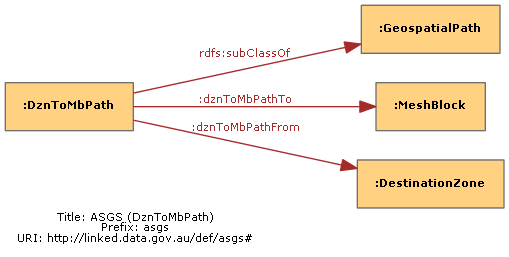 :GeospatialPath
rdfs:subClassOf
:DznToMbPath
:dznToMbPathTo
:MeshBlock
:dznToMbPathFrom
:DestinationZone
Title: ASGS (DznToMbPath)
Prefix: asgs
URI: http://linked.data.gov.au/def/asgs#